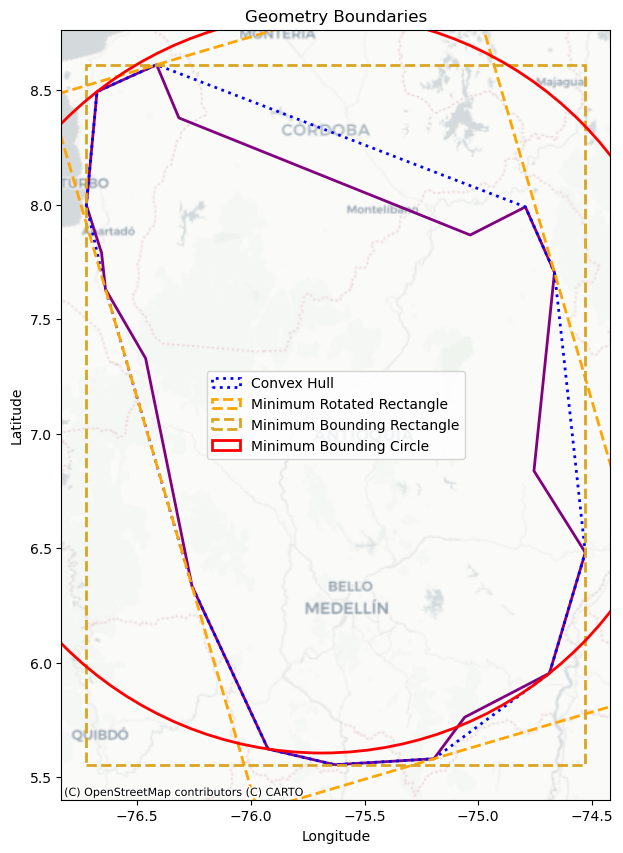 Geometry Boundaries
MONTERÍA
8.5
Majagual
CÓRDOBA
TURBO
8.0
Montelíbano
Apartadó
7.5
Convex Hull
Minimum Rotated Rectangle
Minimum Bounding Rectangle
Minimum Bounding Circle
7.0
Latitude
6.5
BELLO
MEDELLÍN
6.0
QUIBDÓ
5.5
(C) OpenStreetMap contributors (C) CARTO
−76.5 −76.0 −75.5 −75.0 −74.5
Longitude